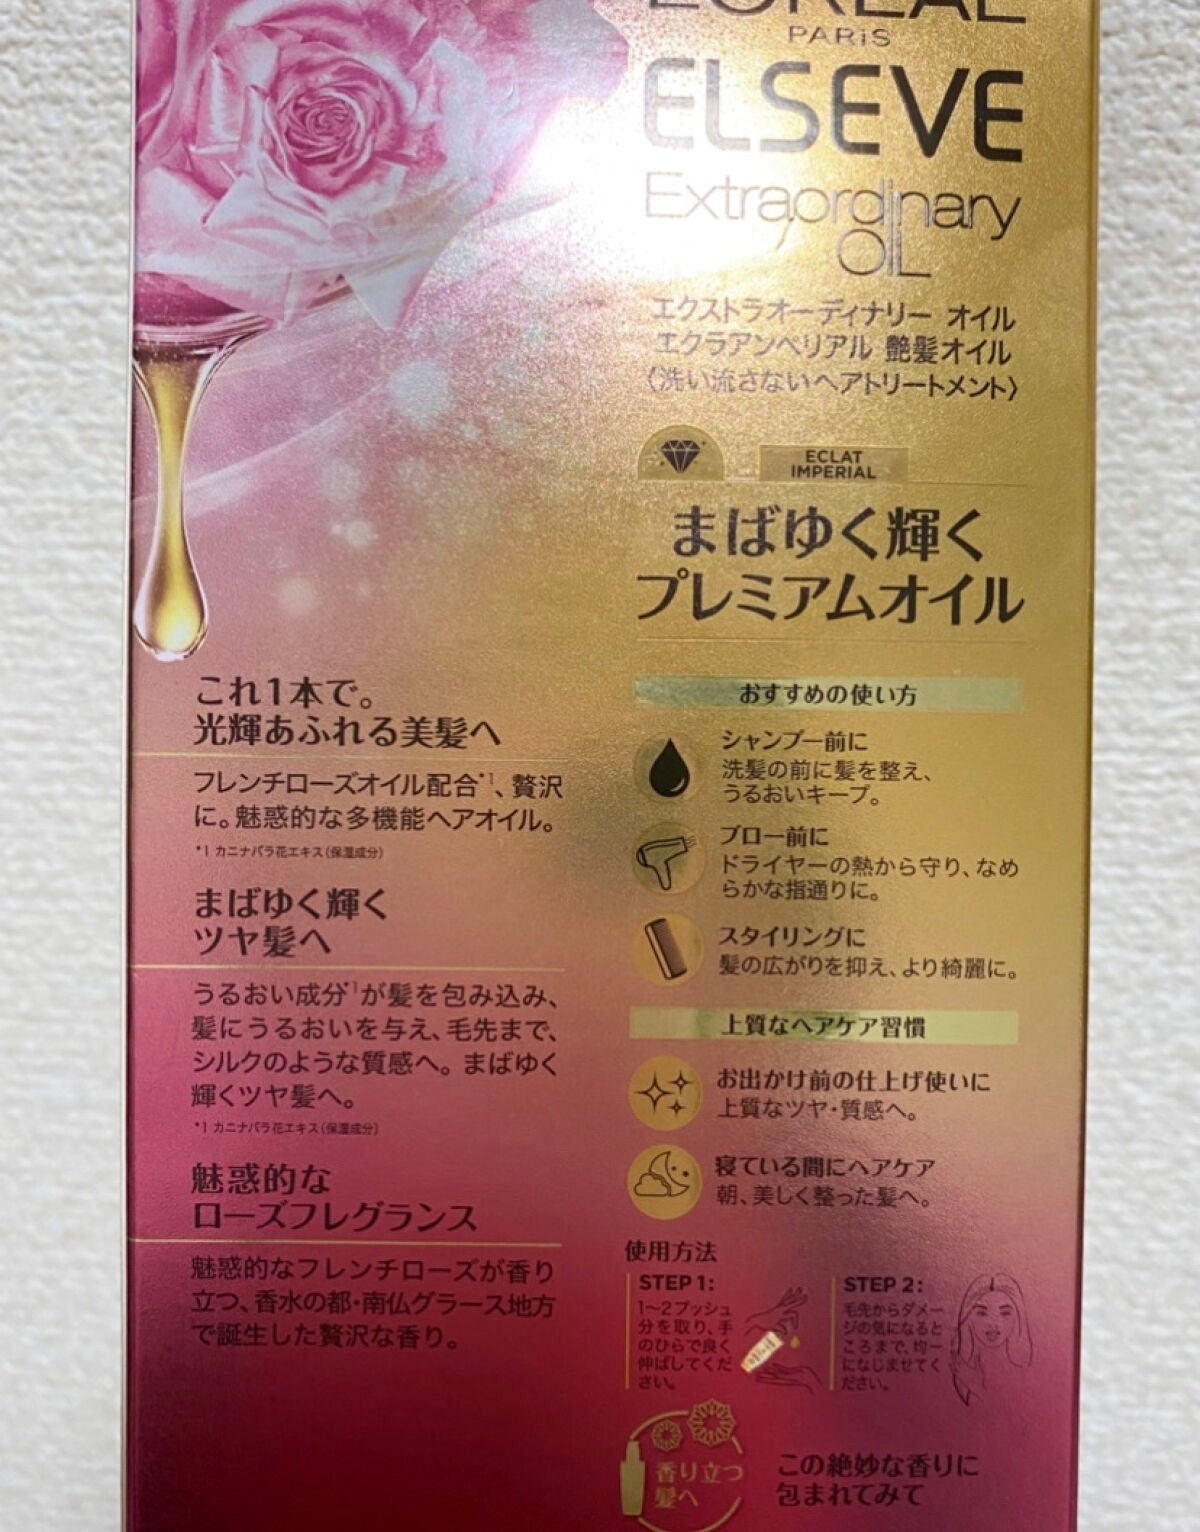 L'ORÉAL
PARiS
ELSEVE
Extraordinary
OiL
エクストラオーディナリー オイル
エクラアンペリアル 艶髪オイル
〈洗い流さないヘアトリートメント〉
ECLAT
IMPERIAL
まばゆく輝く
プレミアムオイル
これ1本で。
光輝あふれる美髪へ
フレンチローズオイル配合*1、贅沢
に。魅惑的な多機能ヘアオイル。
*1 カニナバラ花エキス(保湿成分)
まばゆく輝く
ツヤ髪へ
うるおい成分*1が髪を包み込み、
髪にうるおいを与え、毛先まで、
シルクのような質感へ。まばゆく
輝くツヤ髪へ。
*1 カニナバラ花エキス(保湿成分)
魅惑的な
ローズフレグランス
魅惑的なフレンチローズが香り
立つ、香水の都・南仏グラース地方
で誕生した贅沢な香り。
おすすめの使い方
シャンプー前に
洗髪の前に髪を整え、
うるおいキープ。
ブロー前に
ドライヤーの熱から守り、なめ
らかな指通りに。
スタイリングに
髪の広がりを抑え、より綺麗に。
上質なヘアケア習慣
お出かけ前の仕上げ使いに
上質なツヤ・質感へ。
寝ている間にヘアケア
朝、美しく整った髪へ。
使用方法
STEP 1:
1〜2プッシュ
分を取り、手
のひらで良く
伸ばしてくだ
さい。
STEP 2:
毛先からダメー
ジの気になると
ころまで、均一
になじませてく
ださい。
香り立つ
髪へ
この絶妙な香りに
包まれてみて